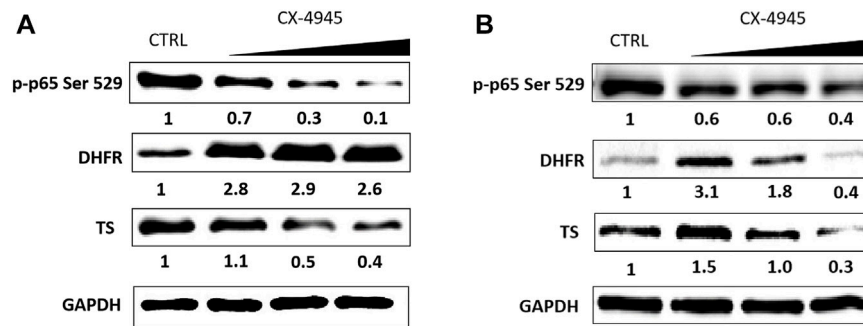 A
CX-4945
CTRL
p-p65 Ser 529
1 0.7 0.3 0.1
DHFR
1 2.8 2.9 2.6
TS
1 1.1 0.5 0.4
GAPDH
B
CX-4945
CTRL
p-p65 Ser 529
1 0.6 0.6 0.4
DHFR
1 3.1 1.8 0.4
TS
1 1.5 1.0 0.3
GAPDH